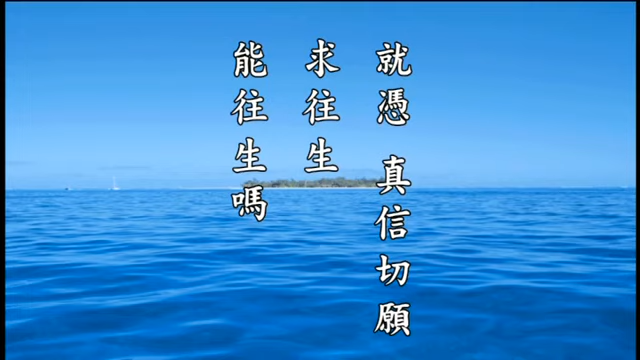 就憑 真信切願
求往生
能往生嗎